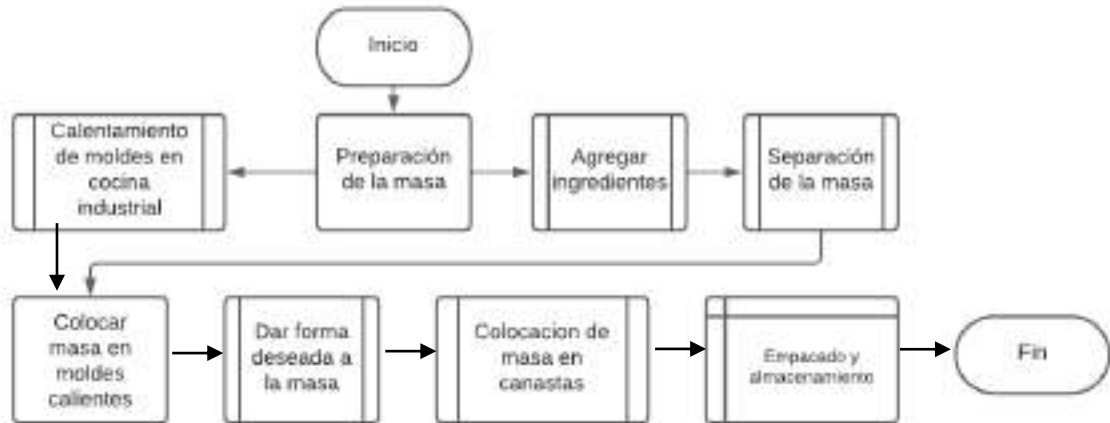 Inicio
Calentamiento
de moldes en
cocina
industrial
Preparación
de la masa
Agregar
ingredientes
Separación
de la masa
Colocar
masa en
moldes
calientes
Dar forma
deseada a
la masa
Colocacion de
masa en
canastas
Empacado y
almacenamiento
Fin